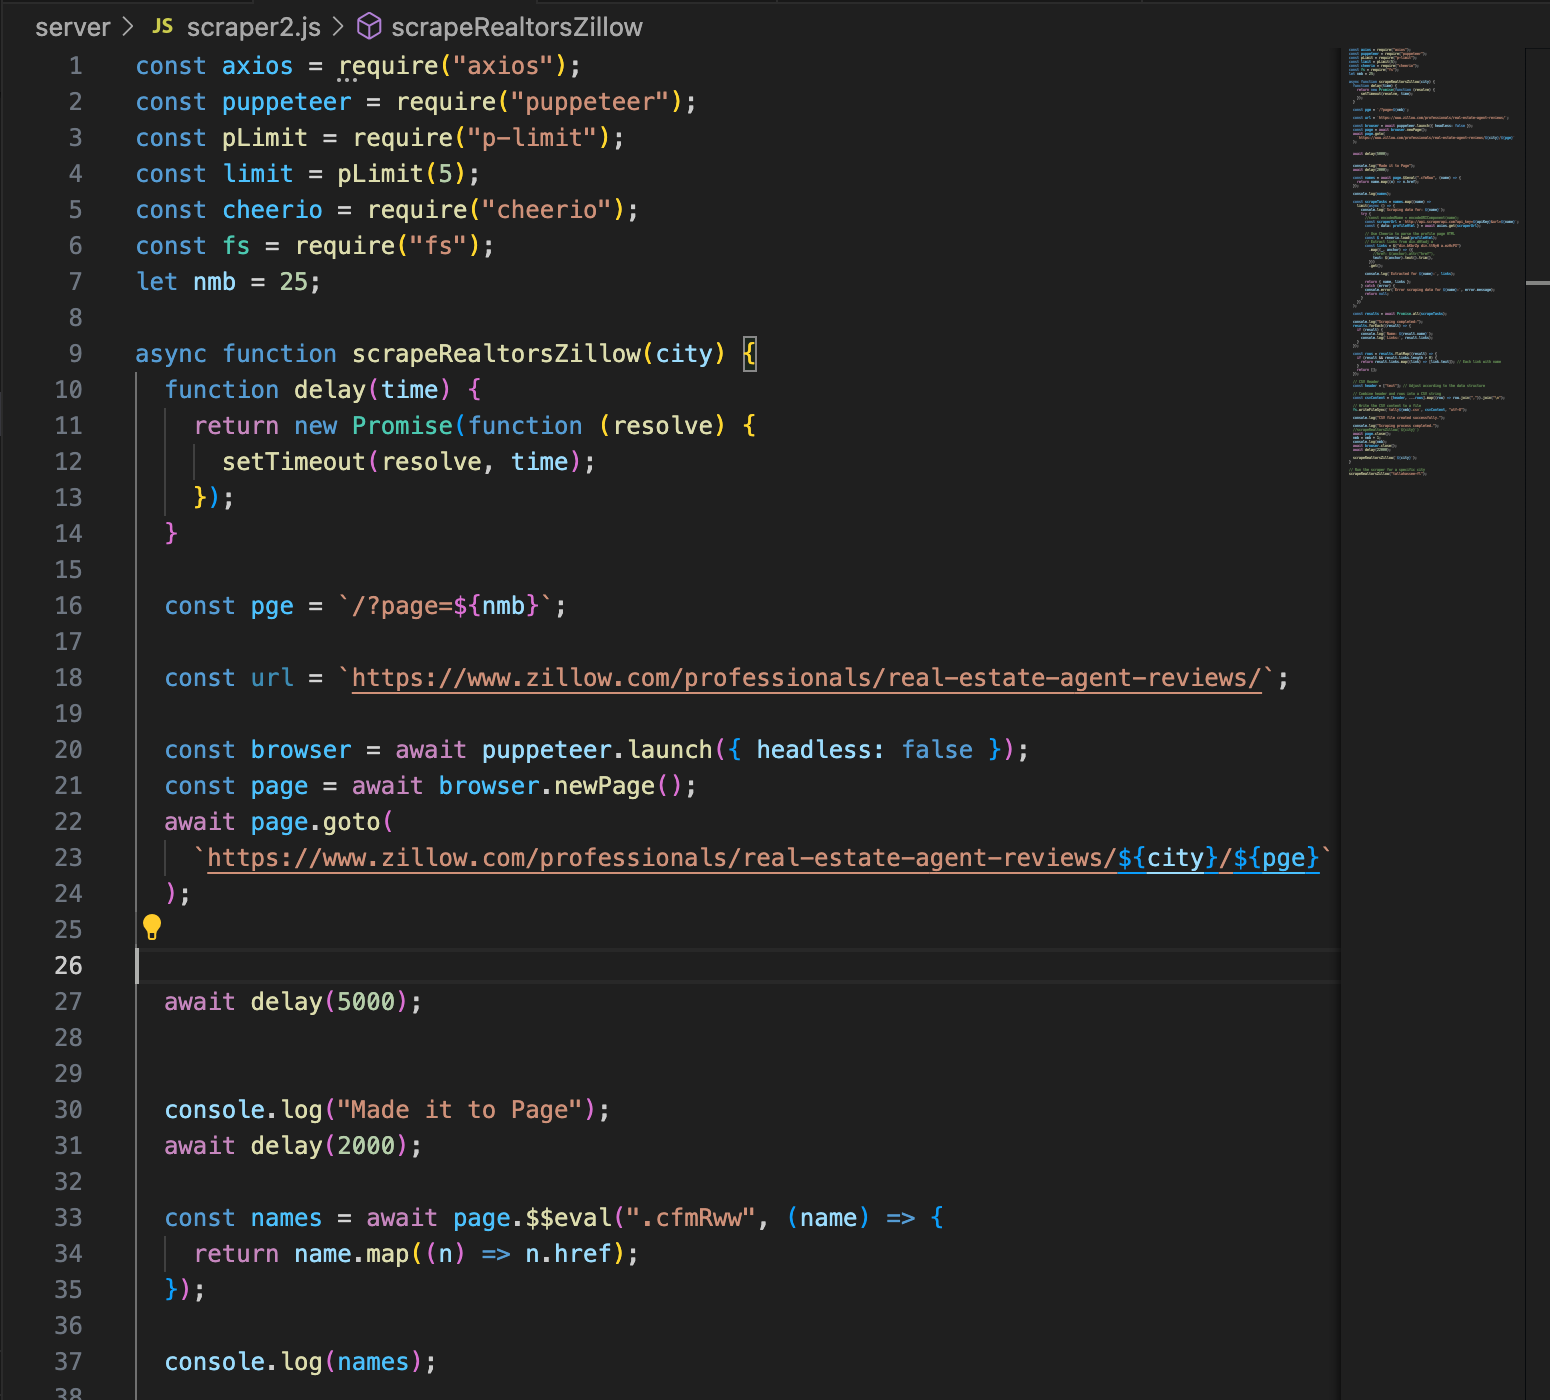 server > JS scraper2.js > scrapeRealtorsZillow
1 const axios = require("axios");
2 const puppeteer = require("puppeteer");
3 const pLimit = require("p-limit");
4 const limit = pLimit(5);
5 const cheerio = require("cheerio");
6 const fs = require("fs");
7 let nmb = 25;
8
9 async function scrapeRealtorsZillow(city) {
10   function delay(time) {
11     return new Promise(function (resolve) {
12       setTimeout(resolve, time);
13     });
14   }
15
16   const pge = `/?page=${nmb}`;
17
18   const url = `https://www.zillow.com/professionals/real-estate-agent-reviews/`;
19
20   const browser = await puppeteer.launch({ headless: false });
21   const page = await browser.newPage();
22   await page.goto(
23     `https://www.zillow.com/professionals/real-estate-agent-reviews/${city}/${pge}`
24   );
25
26
27   await delay(5000);
28
29
30   console.log("Made it to Page");
31   await delay(2000);
32
33   const names = await page.$$eval(".cfmRww", (name) => {
34     return name.map((n) => n.href);
35   });
36
37   console.log(names);
38